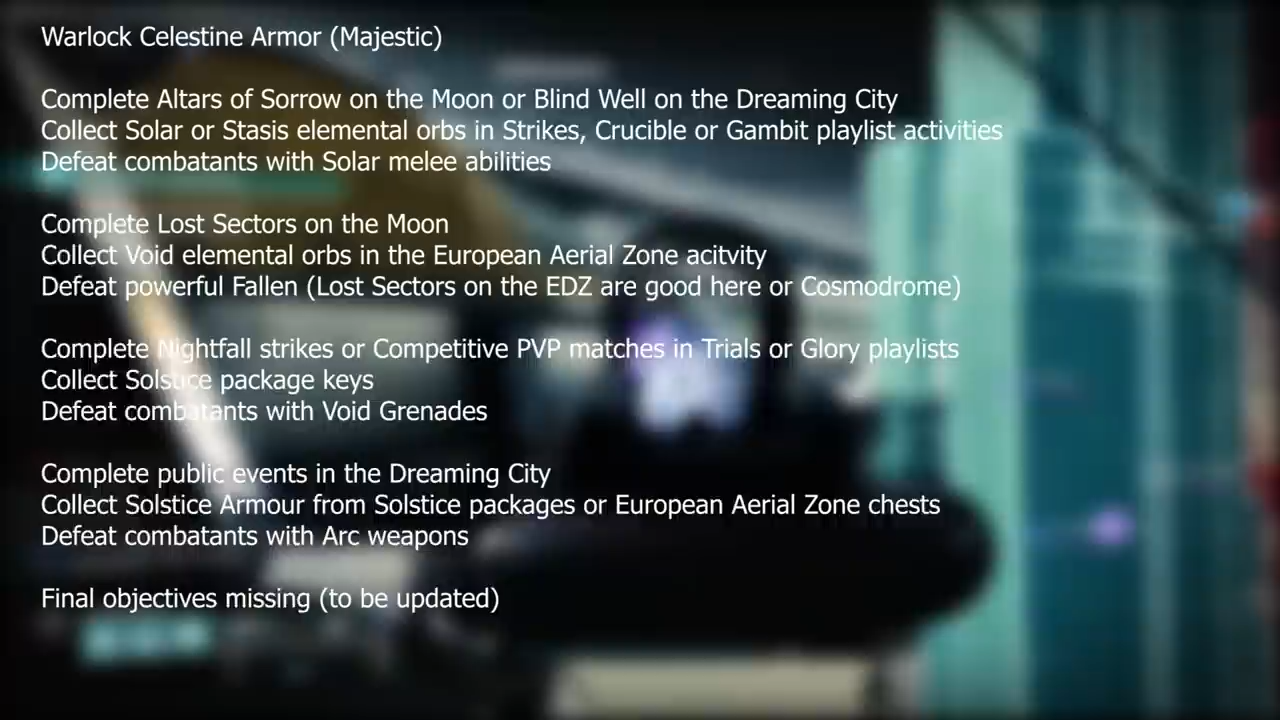 Warlock Celestine Armor (Majestic)
Complete Altars of Sorrow on the Moon or Blind Well on the Dreaming City
Collect Solar or Stasis elemental orbs in Strikes, Crucible or Gambit playlist activities
Defeat combatants with Solar melee abilities
Complete Lost Sectors on the Moon
Collect Void elemental orbs in the European Aerial Zone acitvity
Defeat powerful Fallen (Lost Sectors on the EDZ are good here or Cosmodrome)
Complete Nightfall strikes or Competitive PVP matches in Trials or Glory playlists
Collect Solstice package keys
Defeat combatants with Void Grenades
Complete public events in the Dreaming City
Collect Solstice Armour from Solstice packages or European Aerial Zone chests
Defeat combatants with Arc weapons
Final objectives missing (to be updated)